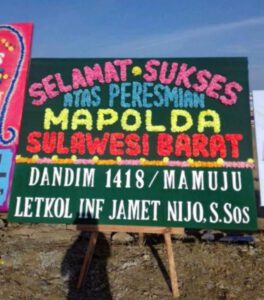 SELAMAT • SUKSES
ATAS PERESMIAN
MAPOLDA
SULAWESI BARAT
DANDIM 1418 / MAMUJU
LETKOL INF JAMET NIJO, S.Sos